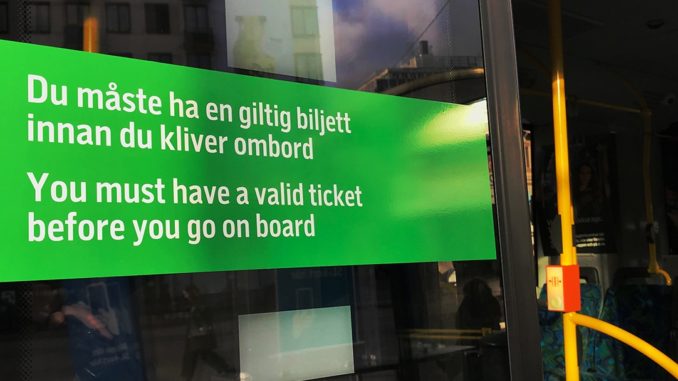 Du måste ha en giltig biljett
innan du kliver ombord
You must have a valid ticket
before you go on board